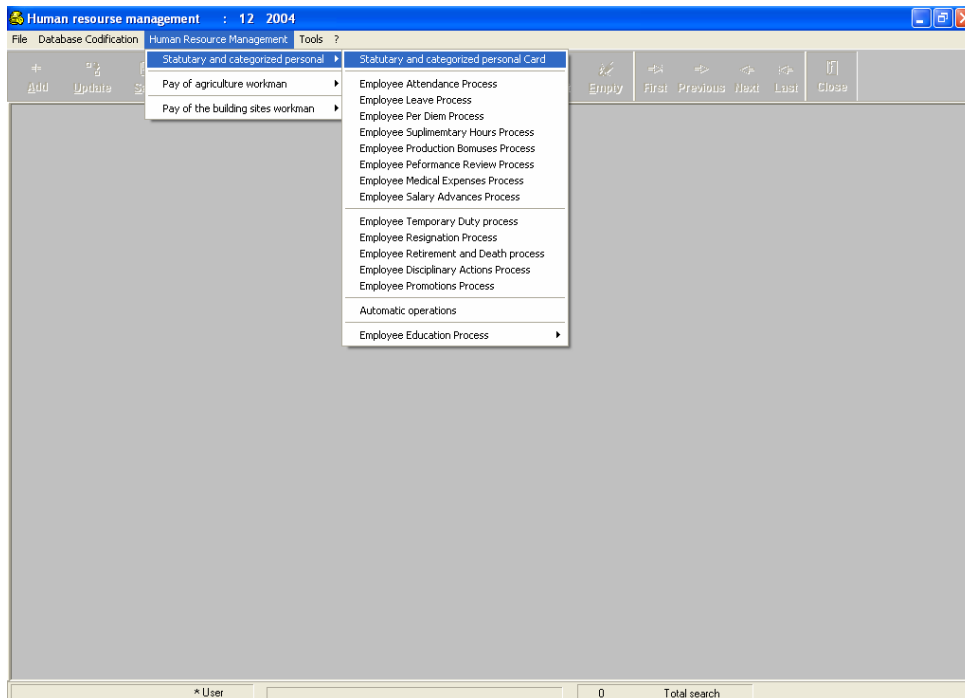 Human resourse management : 12 2004
File Database Codification Human Resource Management Tools ?
Add Update Empty First Previous Next Last Close
Statutary and categorized personal
Pay of agriculture workman
Pay of the building sites workman
Statutary and categorized personal Card
Employee Attendance Process
Employee Leave Process
Employee Per Diem Process
Employee Suplimemtary Hours Process
Employee Production Bomuses Process
Employee Peformance Review Process
Employee Medical Expenses Process
Employee Salary Advances Process
Employee Temporary Duty process
Employee Resignation Process
Employee Retirement and Death process
Employee Disciplinary Actions Process
Employee Promotions Process
Automatic operations
Employee Education Process
* User 0 Total search